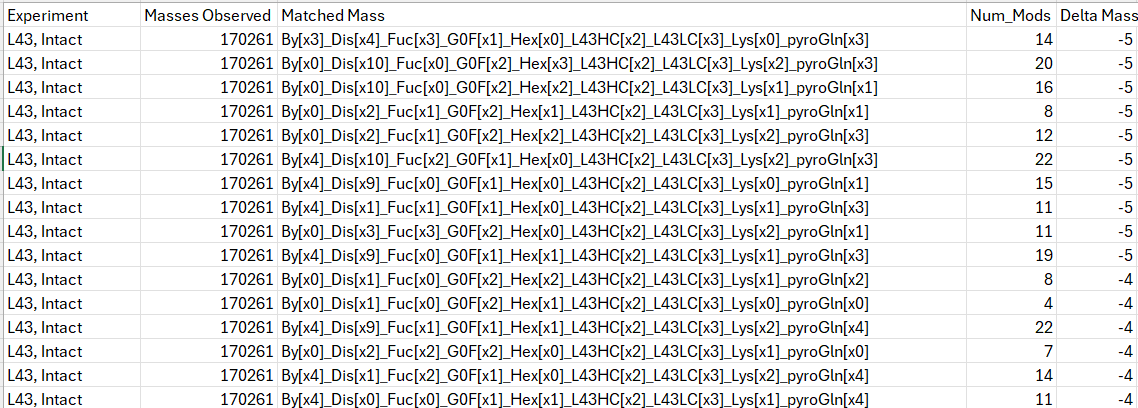 Experiment Masses Observed Matched Mass Num_Mods Delta Mass
L43, Intact 170261 By[x3]_Dis[x4]_Fuc[x3]_G0F[x1]_Hex[x0]_L43HC[x2]_L43LC[x3]_Lys[x0]_pyroGln[x3] 14 -5
L43, Intact 170261 By[x0]_Dis[x10]_Fuc[x0]_G0F[x2]_Hex[x3]_L43HC[x2]_L43LC[x3]_Lys[x2]_pyroGln[x3] 20 -5
L43, Intact 170261 By[x0]_Dis[x10]_Fuc[x0]_G0F[x2]_Hex[x2]_L43HC[x2]_L43LC[x3]_Lys[x1]_pyroGln[x1] 16 -5
L43, Intact 170261 By[x0]_Dis[x2]_Fuc[x1]_G0F[x2]_Hex[x1]_L43HC[x2]_L43LC[x3]_Lys[x1]_pyroGln[x1] 8 -5
L43, Intact 170261 By[x0]_Dis[x2]_Fuc[x1]_G0F[x2]_Hex[x2]_L43HC[x2]_L43LC[x3]_Lys[x2]_pyroGln[x3] 12 -5
L43, Intact 170261 By[x4]_Dis[x10]_Fuc[x2]_G0F[x1]_Hex[x0]_L43HC[x2]_L43LC[x3]_Lys[x2]_pyroGln[x3] 22 -5
L43, Intact 170261 By[x4]_Dis[x9]_Fuc[x0]_G0F[x1]_Hex[x0]_L43HC[x2]_L43LC[x3]_Lys[x0]_pyroGln[x1] 15 -5
L43, Intact 170261 By[x4]_Dis[x1]_Fuc[x1]_G0F[x1]_Hex[x0]_L43HC[x2]_L43LC[x3]_Lys[x1]_pyroGln[x3] 11 -5
L43, Intact 170261 By[x0]_Dis[x3]_Fuc[x3]_G0F[x2]_Hex[x0]_L43HC[x2]_L43LC[x3]_Lys[x2]_pyroGln[x1] 11 -5
L43, Intact 170261 By[x4]_Dis[x9]_Fuc[x0]_G0F[x1]_Hex[x1]_L43HC[x2]_L43LC[x3]_Lys[x1]_pyroGln[x3] 19 -5
L43, Intact 170261 By[x0]_Dis[x1]_Fuc[x0]_G0F[x2]_Hex[x2]_L43HC[x2]_L43LC[x3]_Lys[x1]_pyroGln[x2] 8 -4
L43, Intact 170261 By[x0]_Dis[x1]_Fuc[x0]_G0F[x2]_Hex[x1]_L43HC[x2]_L43LC[x3]_Lys[x0]_pyroGln[x0] 4 -4
L43, Intact 170261 By[x4]_Dis[x9]_Fuc[x1]_G0F[x1]_Hex[x1]_L43HC[x2]_L43LC[x3]_Lys[x2]_pyroGln[x4] 22 -4
L43, Intact 170261 By[x0]_Dis[x2]_Fuc[x2]_G0F[x2]_Hex[x0]_L43HC[x2]_L43LC[x3]_Lys[x1]_pyroGln[x0] 7 -4
L43, Intact 170261 By[x4]_Dis[x1]_Fuc[x2]_G0F[x1]_Hex[x0]_L43HC[x2]_L43LC[x3]_Lys[x2]_pyroGln[x4] 14 -4
L43, Intact 170261 By[x4]_Dis[x0]_Fuc[x0]_G0F[x1]_Hex[x1]_L43HC[x2]_L43LC[x3]_Lys[x1]_pyroGln[x4] 11 -4